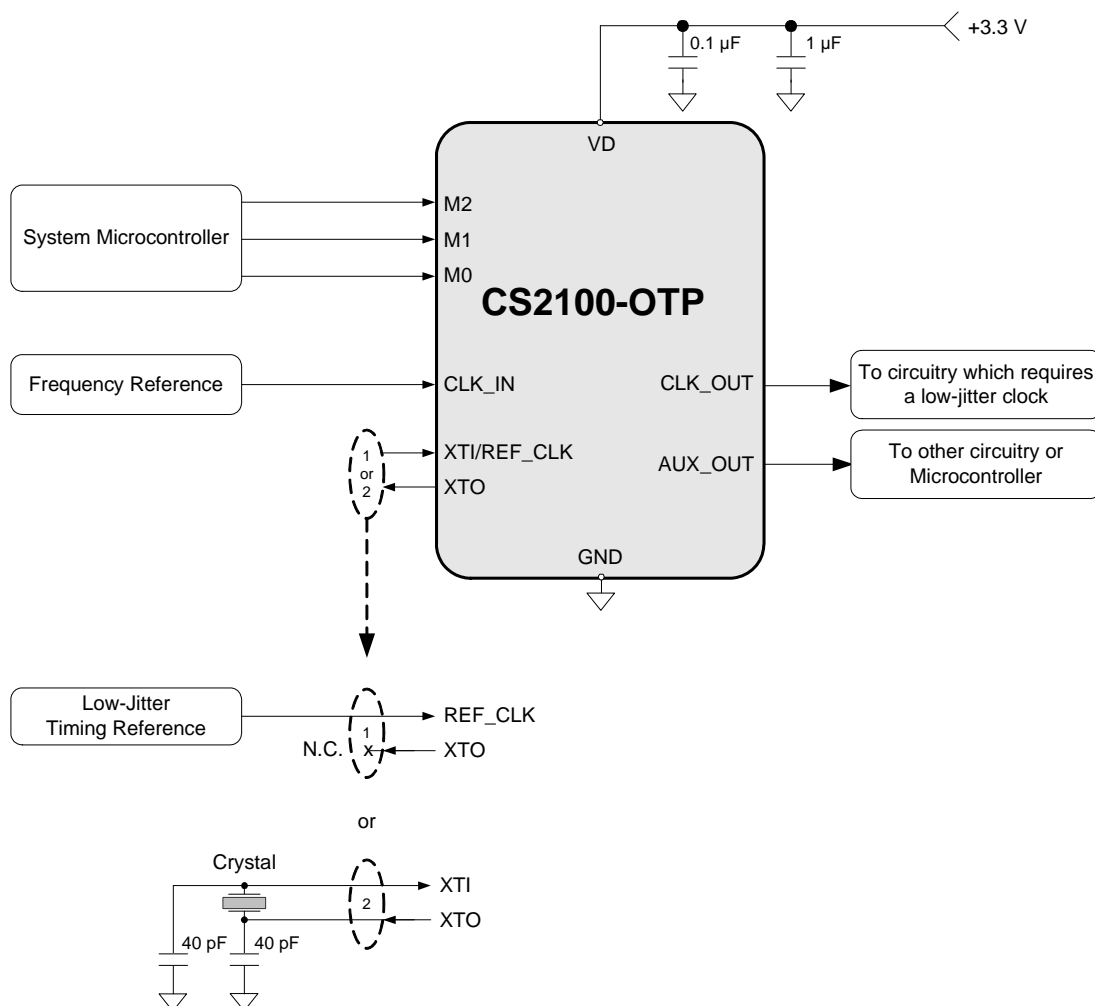 +3.3 V
0.1 µF
1 µF
VD
System Microcontroller
M2
M1
M0
CS2100-OTP
Frequency Reference
CLK_IN
CLK_OUT
To circuitry which requires
a low-jitter clock
1
or
2
XTI/REF_CLK
XTO
AUX_OUT
To other circuitry or
Microcontroller
GND
Low-Jitter
Timing Reference
1
REF_CLK
N.C.
x
XTO
or
Crystal
2
XTI
XTO
40 pF
40 pF